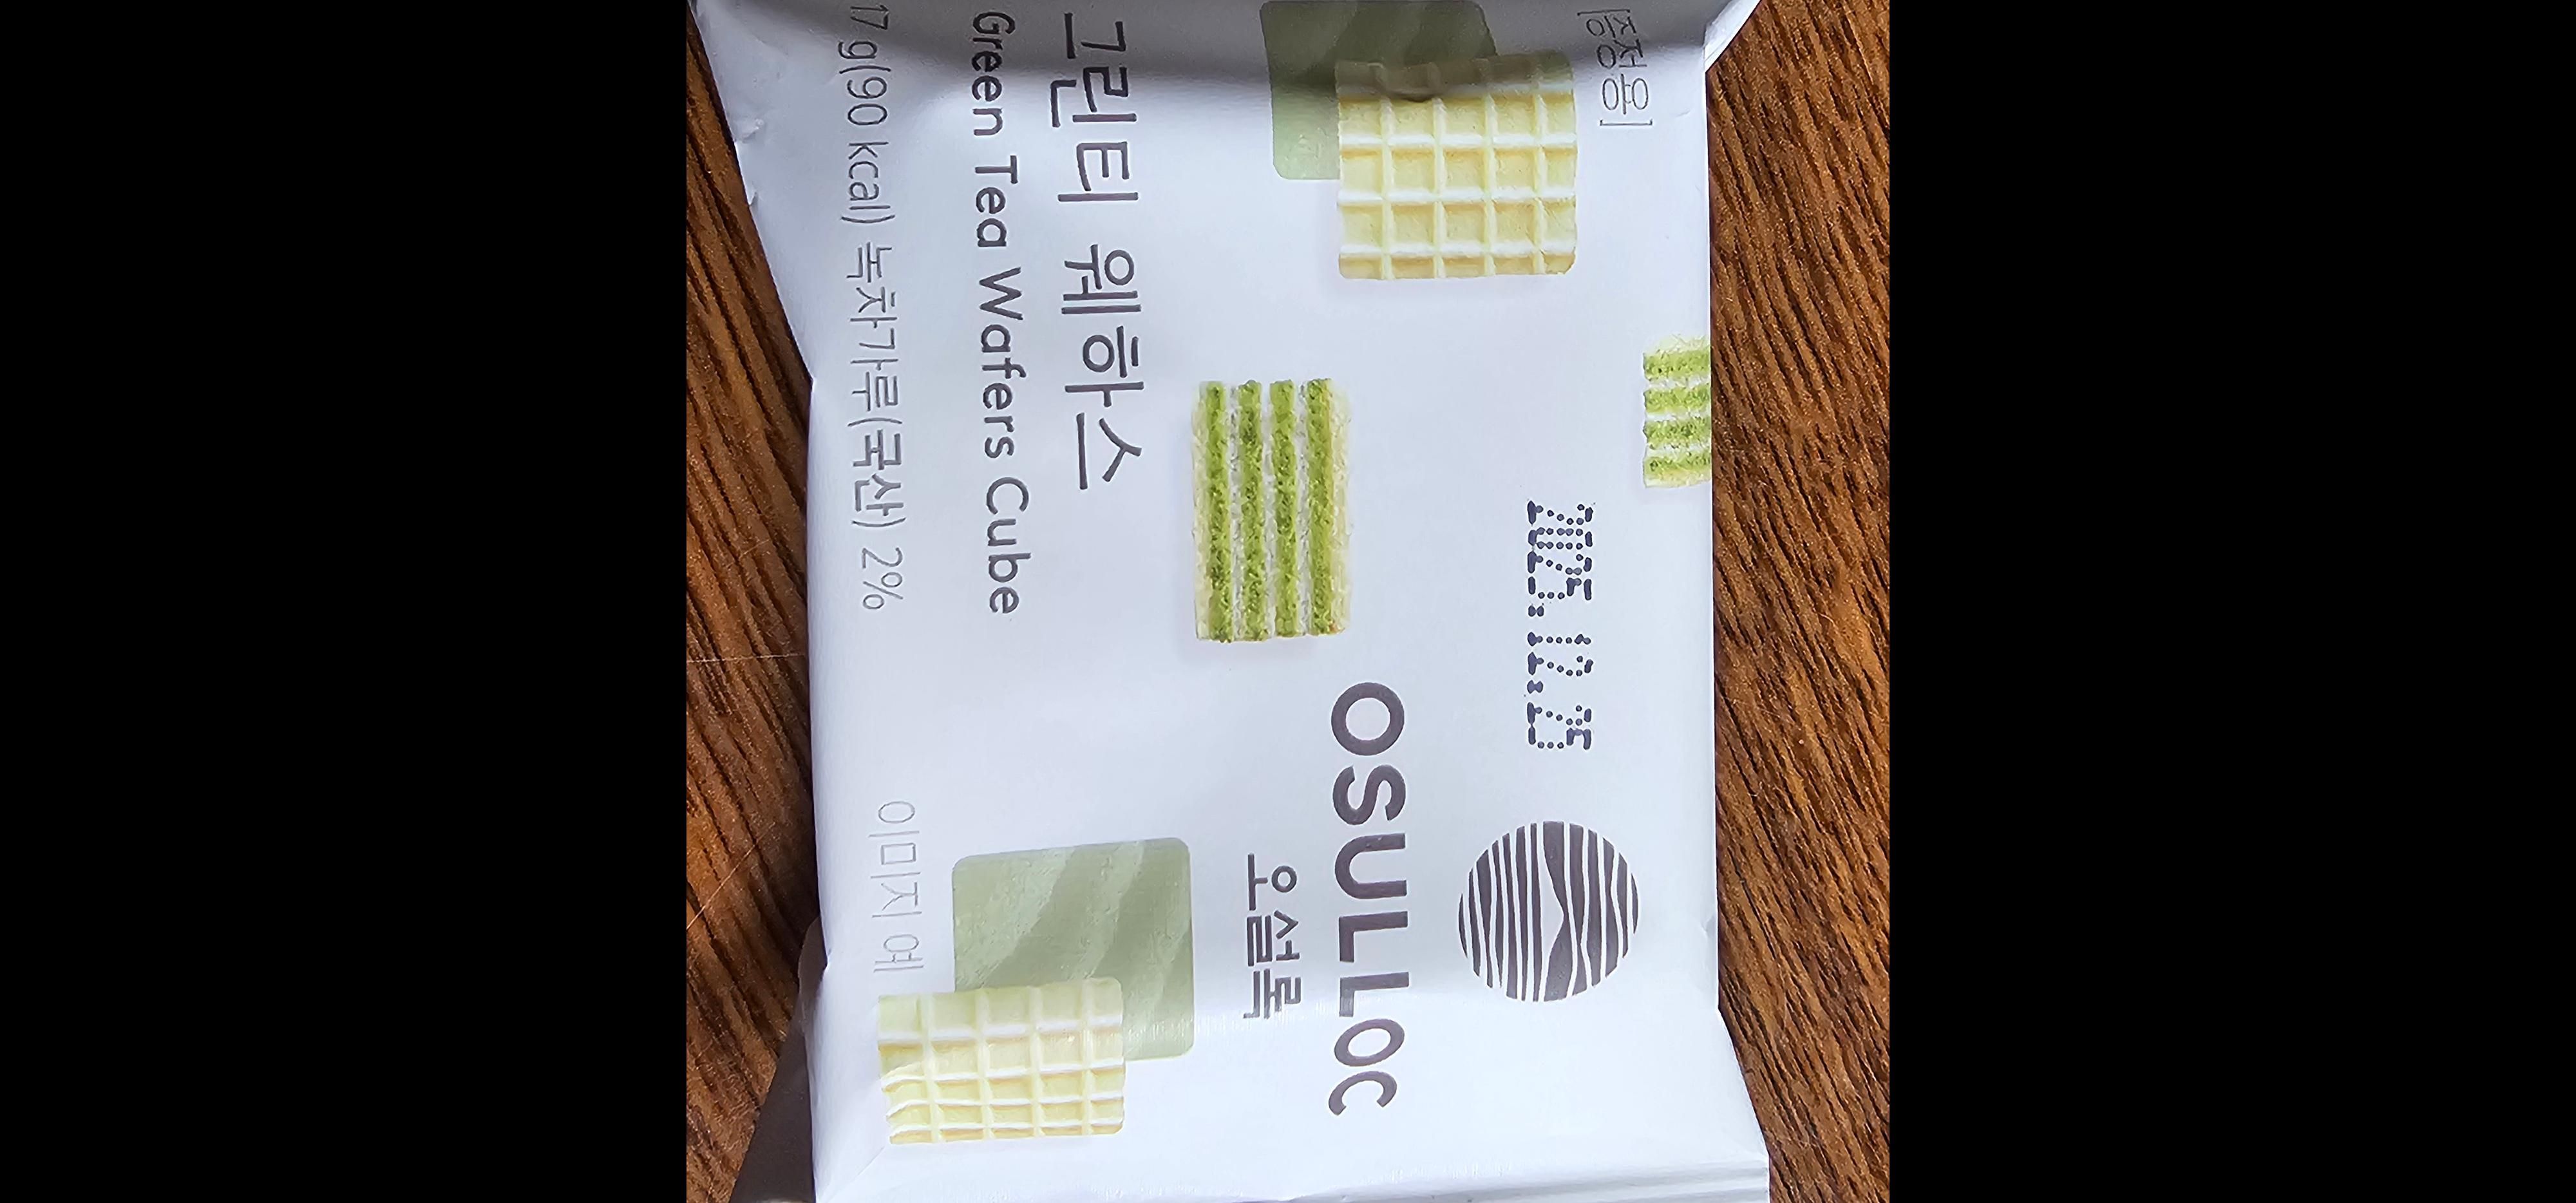 [증정용]
2025.12.25
OSULLOC
오설록
그린티 웨하스
Green Tea Wafers Cube
17 g(90 kcal) 녹차가루(국산) 2%
이미지 예